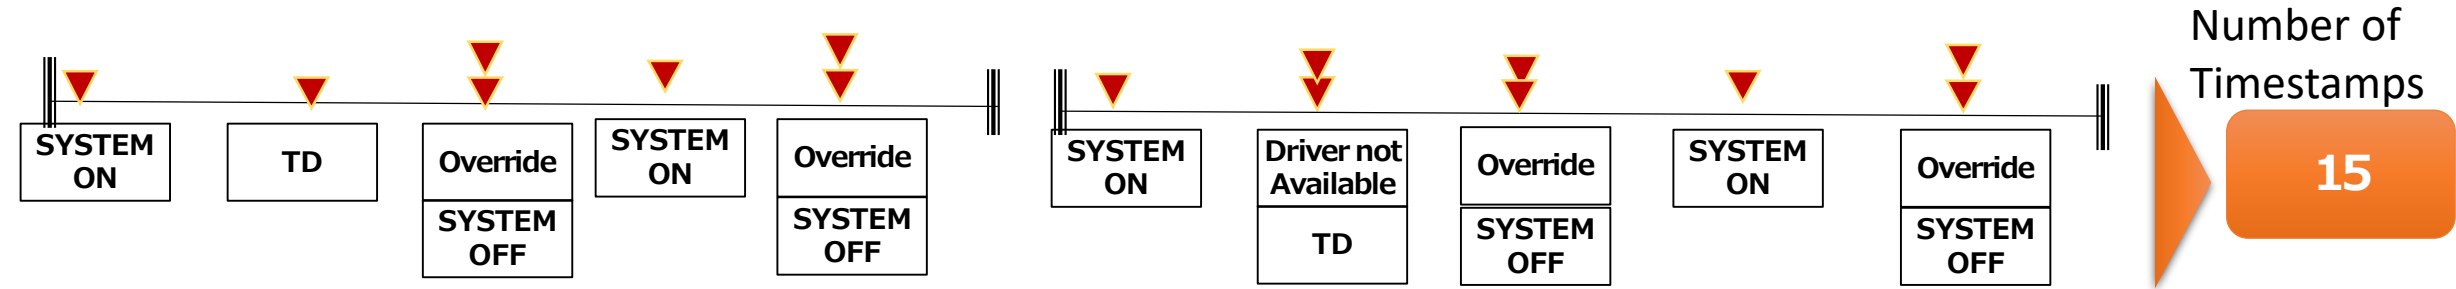 SYSTEM
ON
TD
Override
SYSTEM
OFF
SYSTEM
ON
Override
SYSTEM
OFF
SYSTEM
ON
Driver not
Available
TD
Override
SYSTEM
OFF
SYSTEM
ON
Override
SYSTEM
OFF
Number of
Timestamps
15